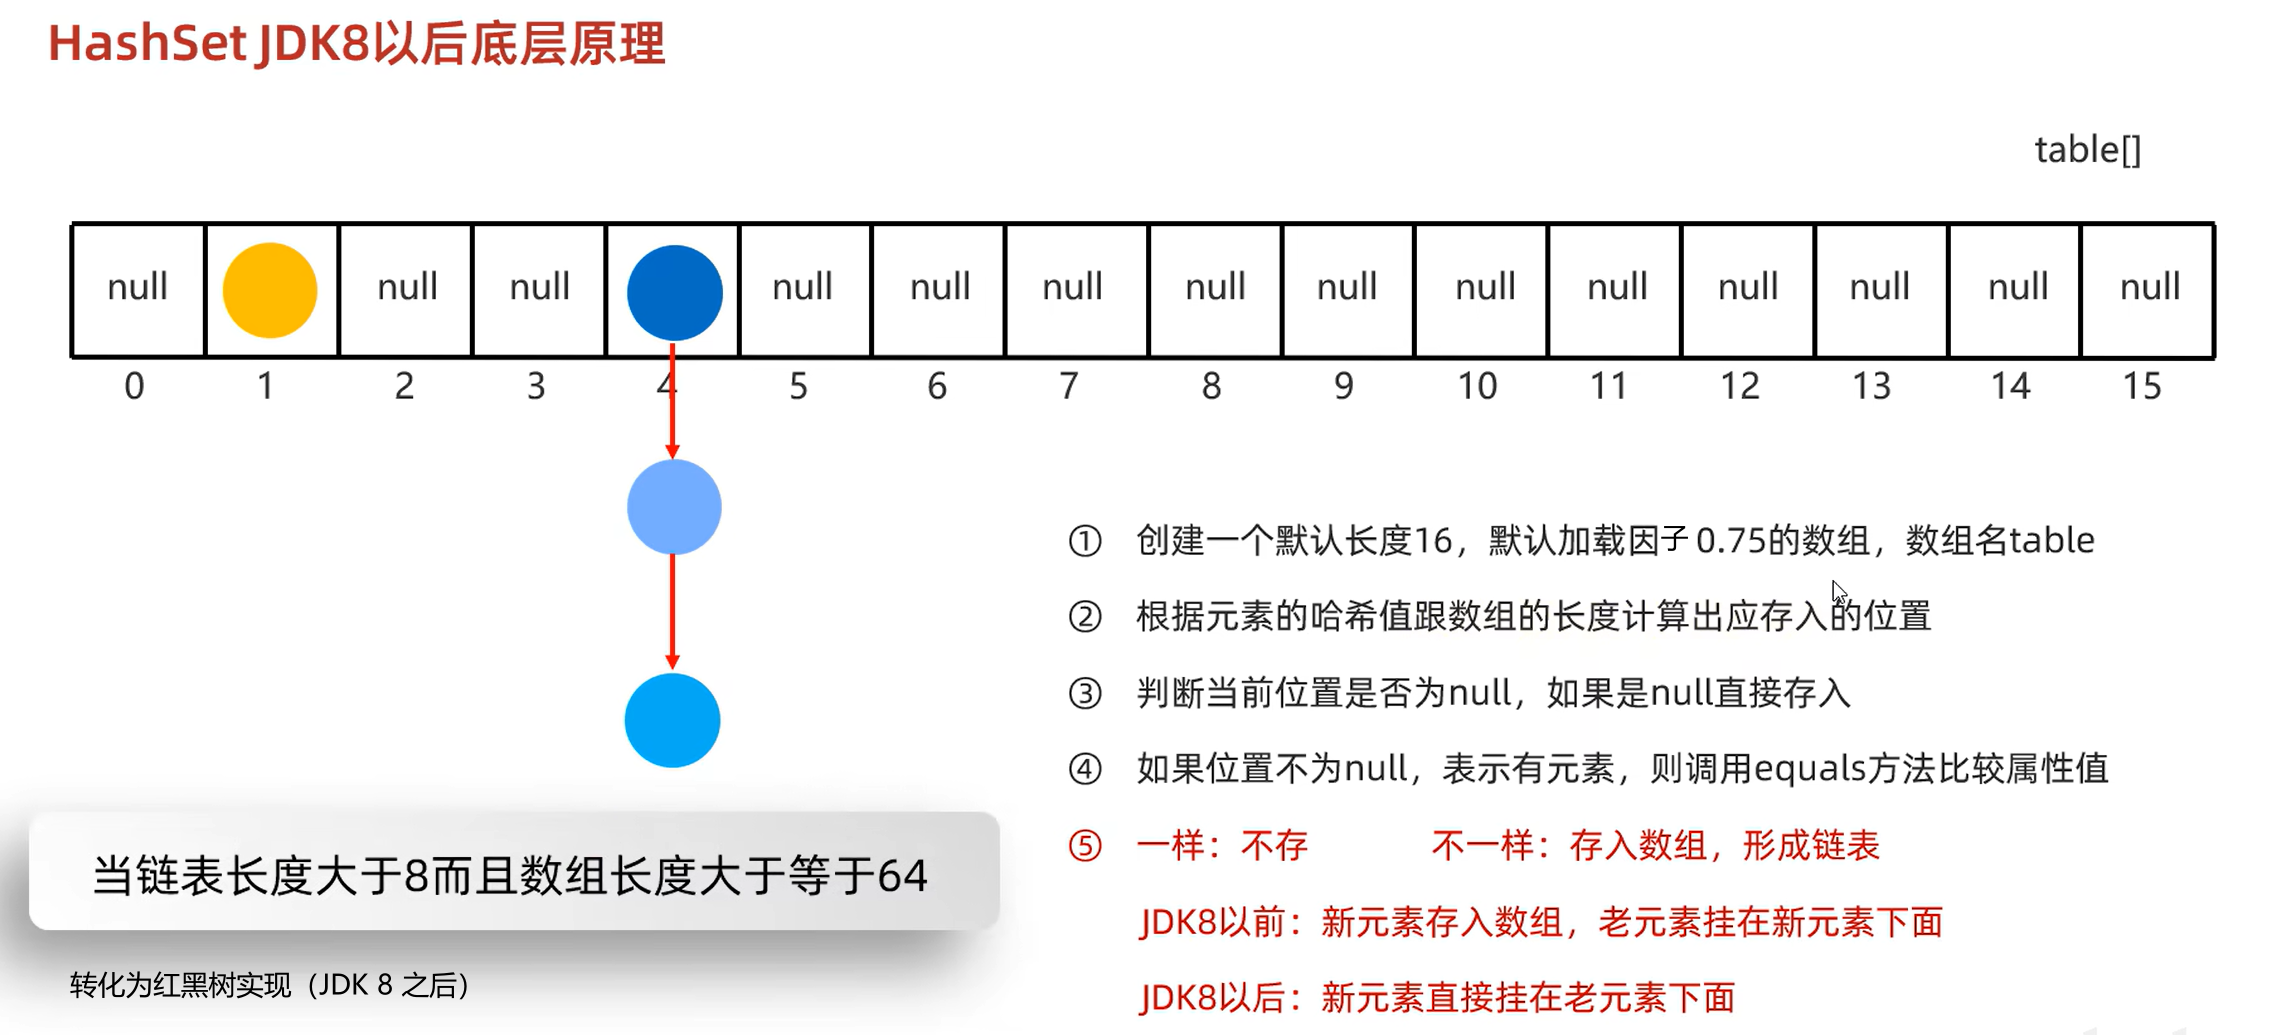 HashSet JDK8以后底层原理
table[]
null null null null null null null null null null null null null null
0 1 2 3 4 5 6 7 8 9 10 11 12 13 14 15
① 创建一个默认长度16，默认加载因子 0.75的数组，数组名table
② 根据元素的哈希值跟数组的长度计算出应存入的位置
③ 判断当前位置是否为null，如果是null直接存入
④ 如果位置不为null，表示有元素，则调用equals方法比较属性值
⑤ 一样：不存 不一样：存入数组，形成链表
JDK8以前：新元素存入数组，老元素挂在新元素下面
JDK8以后：新元素直接挂在老元素下面
当链表长度大于8而且数组长度大于等于64
转化为红黑树实现（JDK 8 之后）